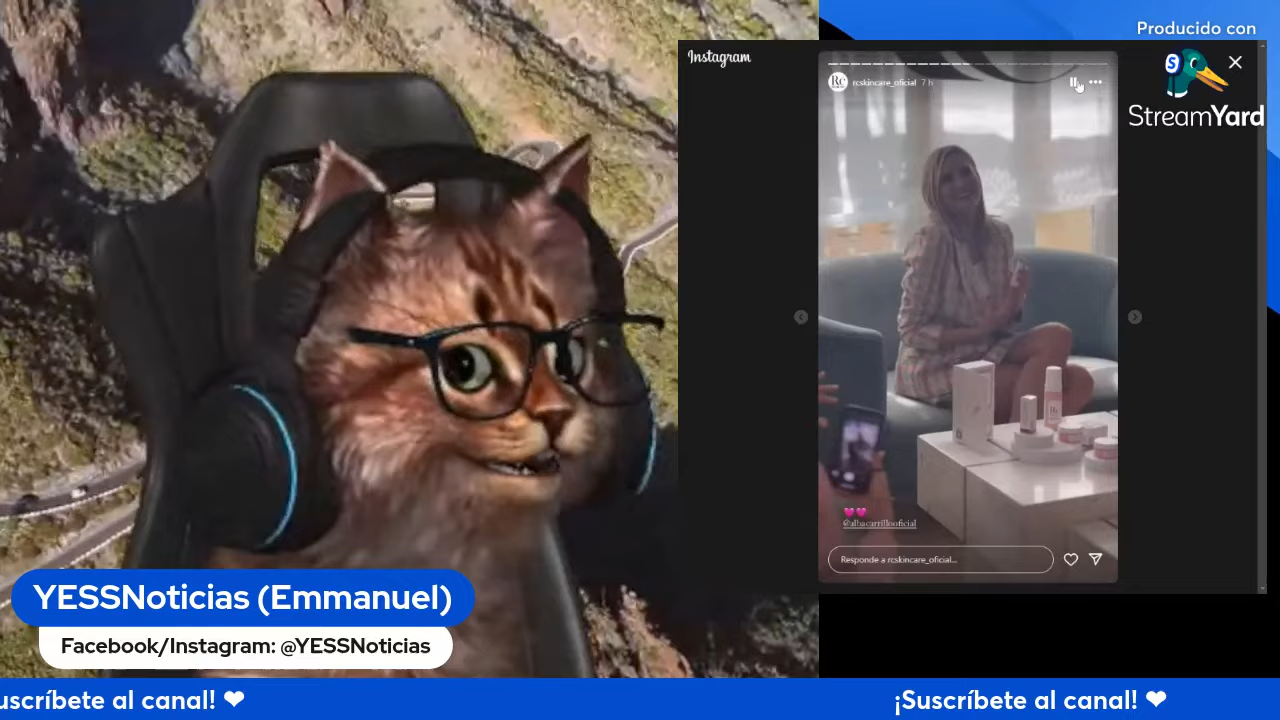 Producido con
StreamYard
Instagram
Rc
rcskincare_oficial 7 h
@albacarrillooficial
Responde a rcskincare_oficial...
YESSNoticias (Emmanuel)
Facebook/Instagram: @YESSNoticias
uscríbete al canal! ❤
¡Suscríbete al canal! ❤